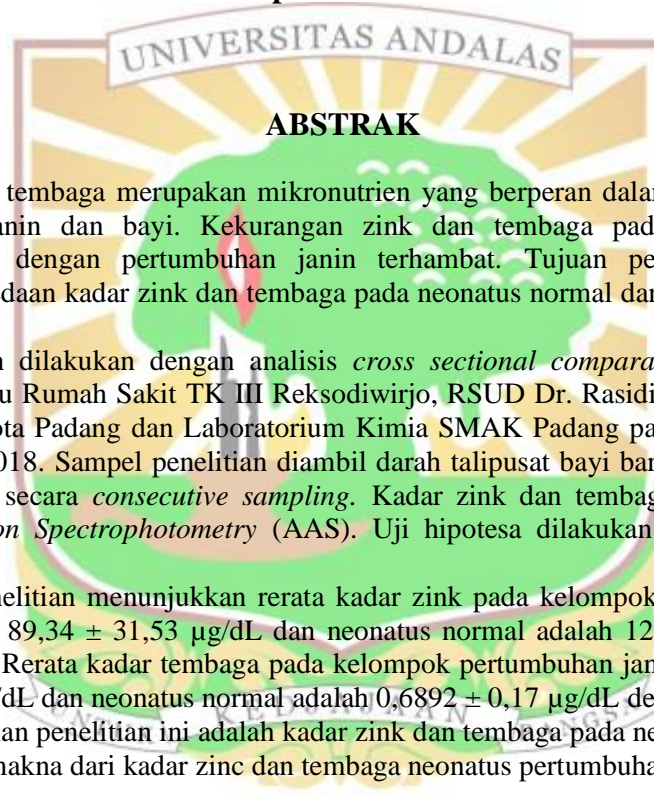 UNIVERSITAS ANDALAS
ABSTRAK
tembaga merupakan mikronutrien yang berperan dalam
dan bayi. Kekurangan zink dan tembaga pad
dengan pertumbuhan janin terhambat. Tujuan pe
kadar zink dan tembaga pada neonatus normal dan
dilakukan dengan analisis cross sectional compara
Rumah Sakit TK III Reksodiwirjo, RSUD Dr. Rasidi
Padang dan Laboratorium Kimia SMAK Padang pa
018. Sampel penelitian diambil darah talipusat bayi bar
secara consecutive sampling. Kadar zink dan tembag
on Spectrophotometry (AAS). Uji hipotesa dilakukan
nelitian menunjukkan rerata kadar zink pada kelompok
89,34 ± 31,53 µg/dL dan neonatus normal adalah 12
Rerata kadar tembaga pada kelompok pertumbuhan jan
/dL dan neonatus normal adalah 0,6892 ± 0,17 µg/dL de
an penelitian ini adalah kadar zink dan tembaga pada ne
makna dari kadar zinc dan tembaga neonatus pertumbuha
UNTUK KEDJAJAAN BANGSA